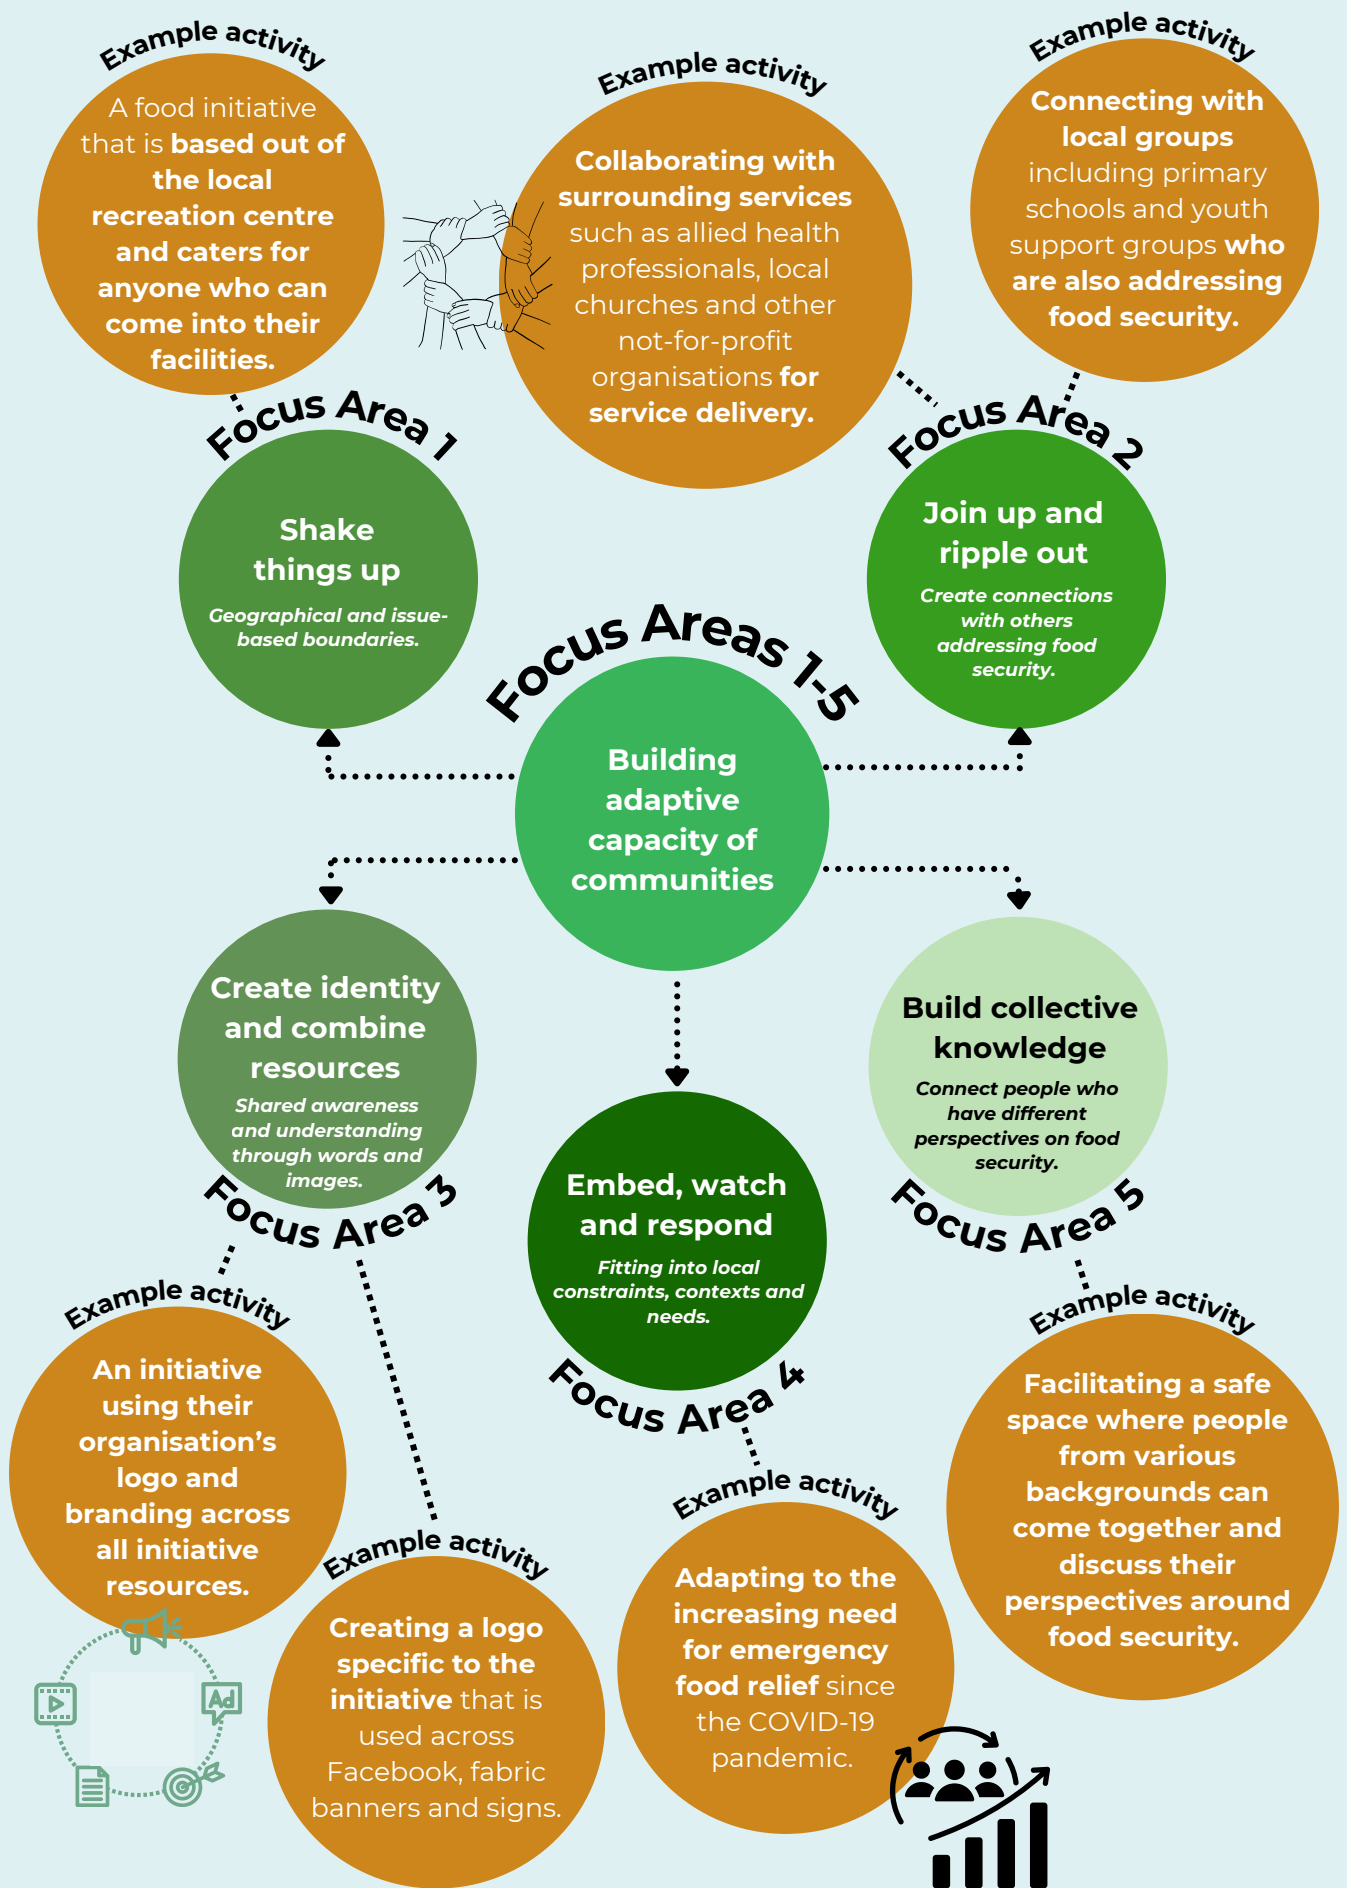 Example activity
A food initiative
that is based out of
the local
recreation centre
and caters for
anyone who can
come into their
facilities.
Example activity
Collaborating with
surrounding services
such as allied health
professionals, local
churches and other
not-for-profit
organisations for
service delivery.
Example activity
Connecting with
local groups
including primary
schools and youth
support groups who
are also addressing
food security.
Focus Area 1
Shake
things up
Geographical and issue-
based boundaries.
Focus Area 2
Join up and
ripple out
Create connections
with others
addressing food
security.
Focus Areas 1-5
Building
adaptive
capacity of
communities
Create identity
and combine
resources
Shared awareness
and understanding
through words and
images.
Focus Area 3
Embed, watch
and respond
Fitting into local
constraints, contexts and
needs.
Focus Area 4
Build collective
knowledge
Connect people who
have different
perspectives on food
security.
Focus Area 5
Example activity
An initiative
using their
organisation’s
logo and
branding across
all initiative
resources.
Ad
Example activity
Creating a logo
specific to the
initiative that is
used across
Facebook, fabric
banners and signs.
Example activity
Adapting to the
increasing need
for emergency
food relief since
the COVID-19
pandemic.
Example activity
Facilitating a safe
space where people
from various
backgrounds can
come together and
discuss their
perspectives around
food security.